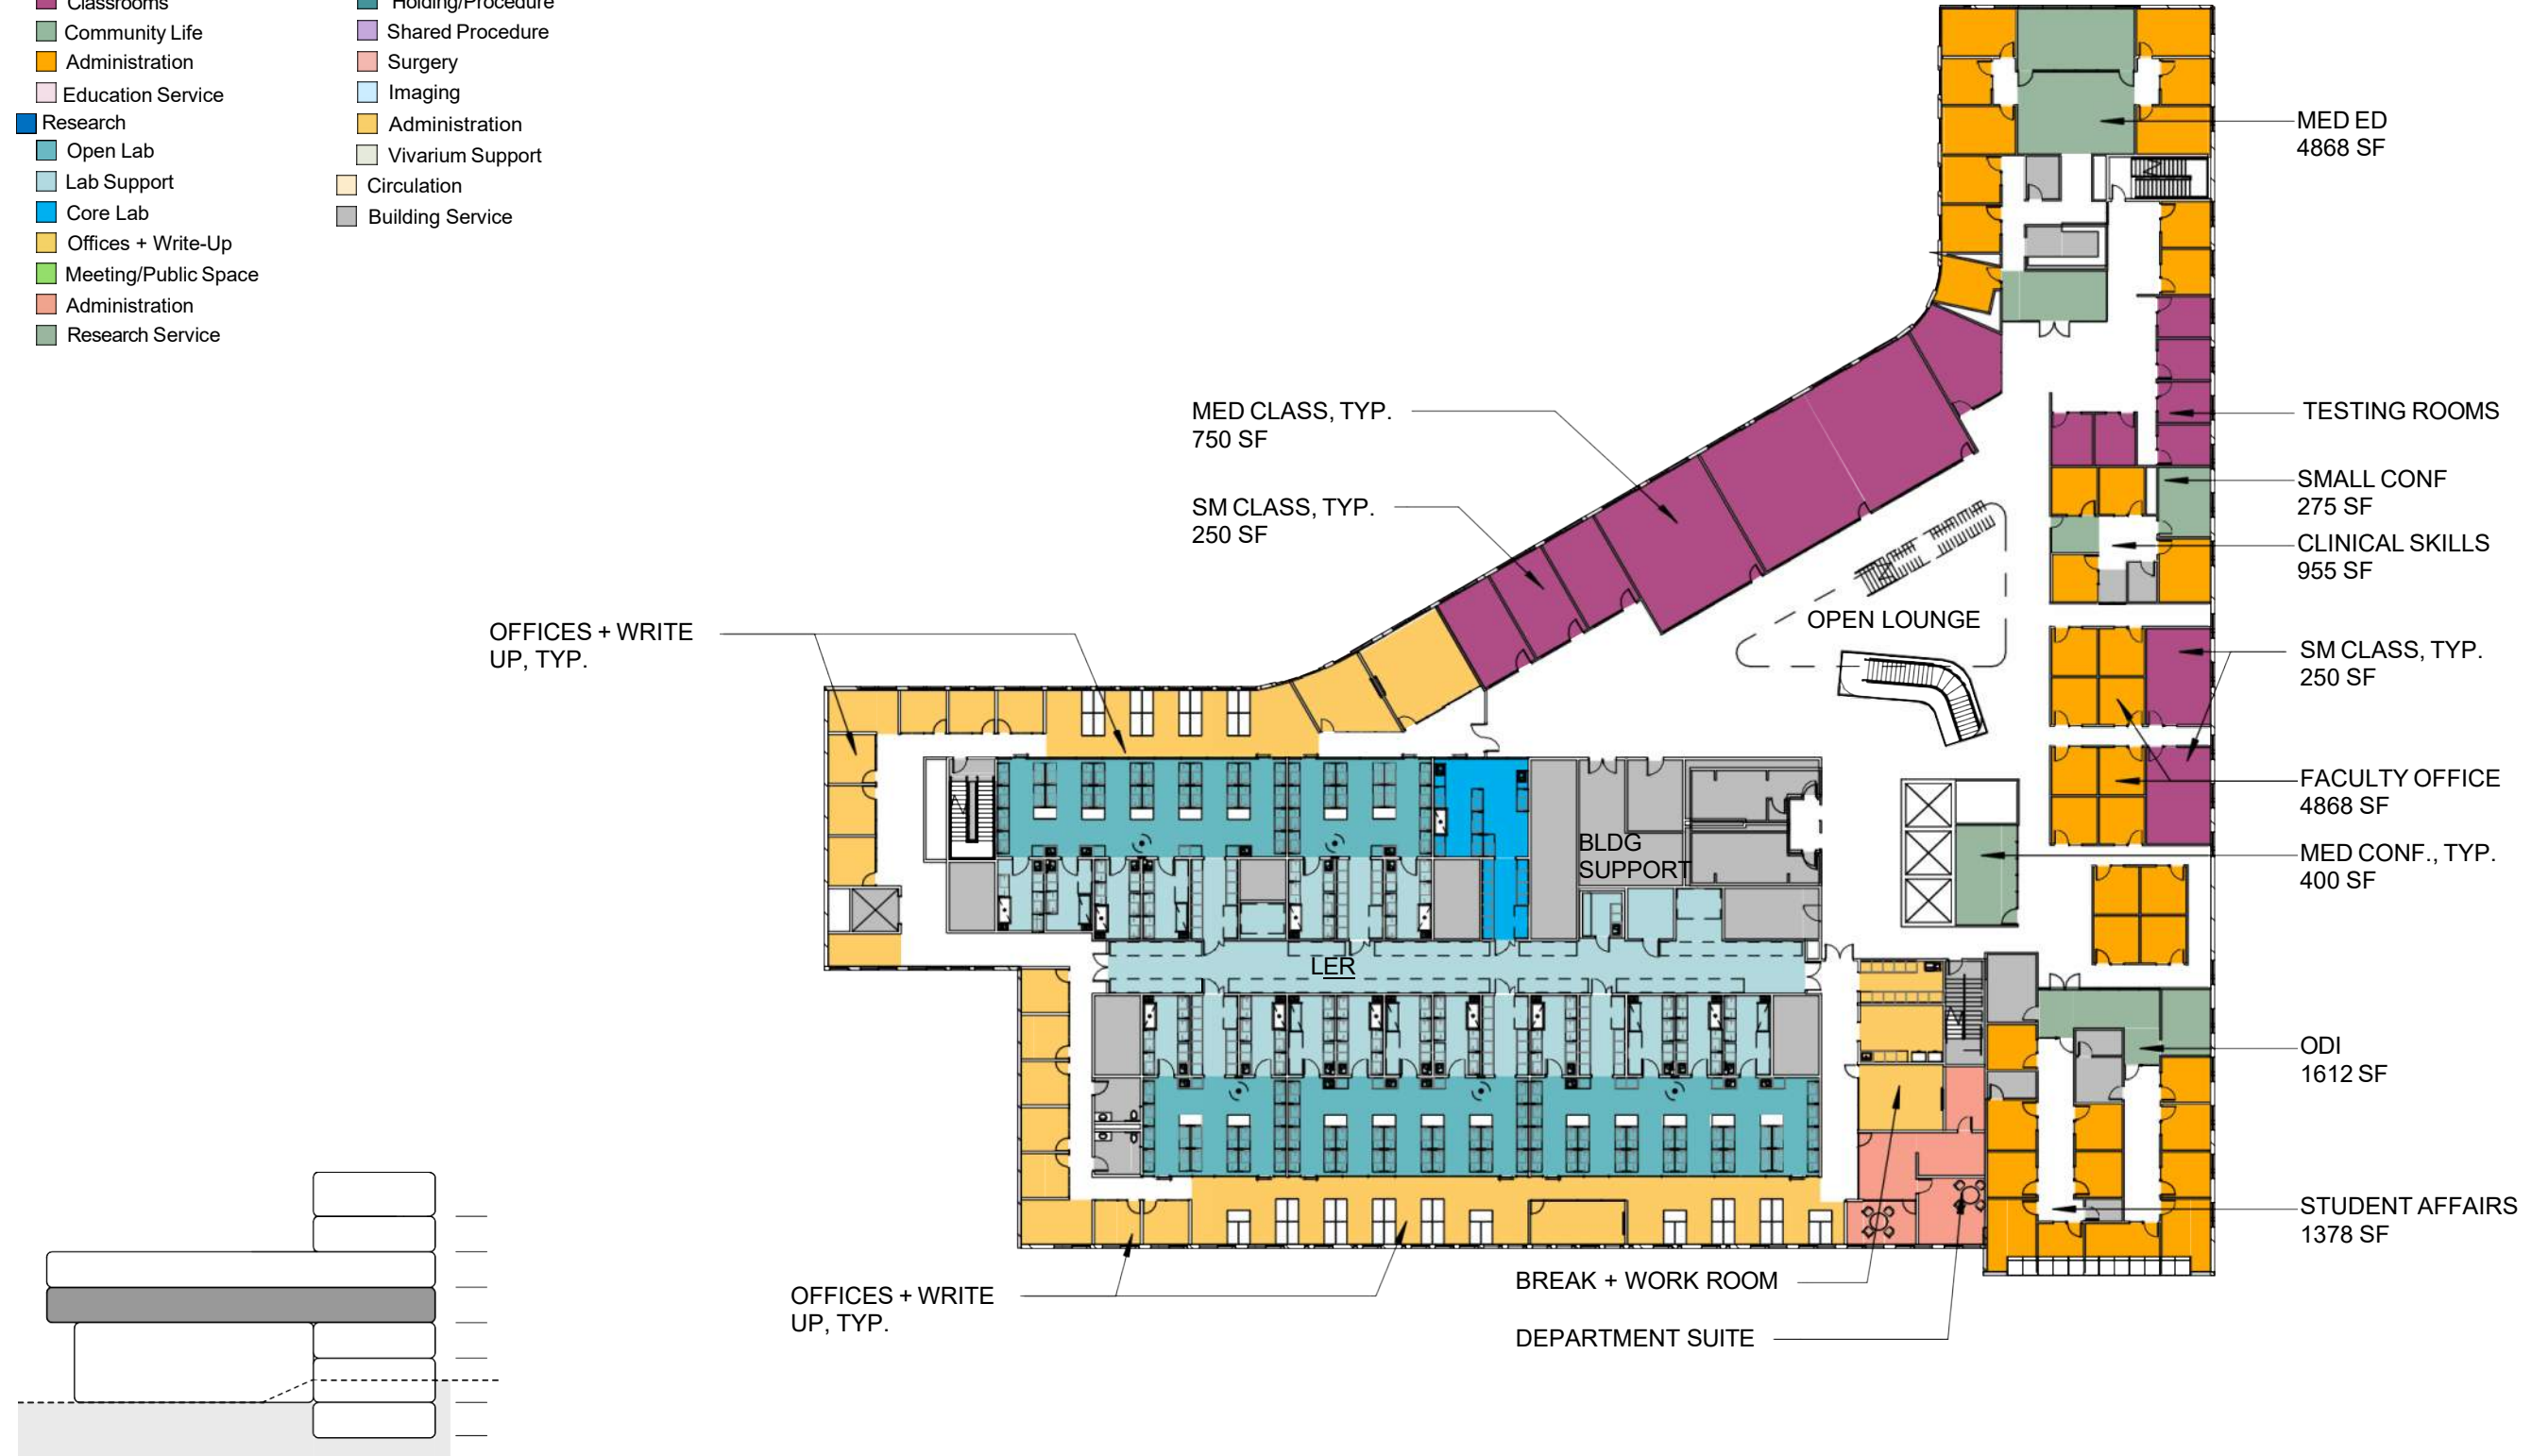 Classrooms
Community Life
Administration
Education Service
Research
Open Lab
Lab Support
Core Lab
Offices + Write-Up
Meeting/Public Space
Administration
Research Service
Holding/Procedure
Shared Procedure
Surgery
Imaging
Administration
Vivarium Support
Circulation
Building Service
MED ED
4868 SF
MED CLASS, TYP.
750 SF
TESTING ROOMS
SMALL CONF
275 SF
SM CLASS, TYP.
250 SF
CLINICAL SKILLS
955 SF
OPEN LOUNGE
OFFICES + WRITE
UP, TYP.
SM CLASS, TYP.
250 SF
FACULTY OFFICE
4868 SF
BLDG
SUPPORT
MED CONF., TYP.
400 SF
LER
ODI
1612 SF
STUDENT AFFAIRS
1378 SF
OFFICES + WRITE
UP, TYP.
BREAK + WORK ROOM
DEPARTMENT SUITE